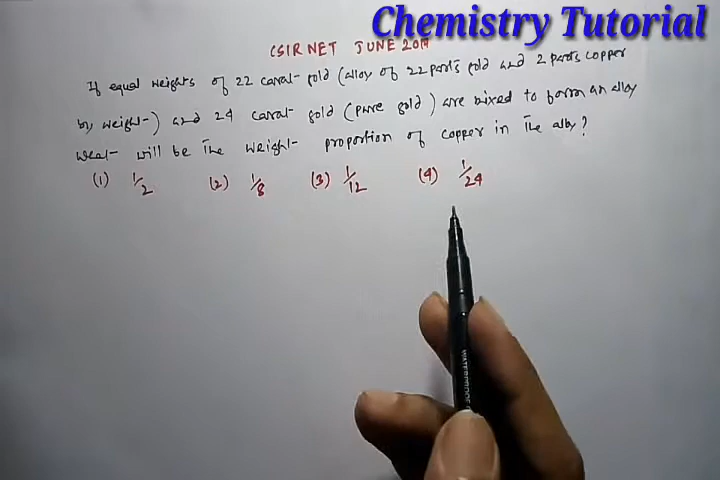 Chemistry Tutorial
CSIR NET JUNE 2019
If equal weights of 22 carat gold (alloy of 22 parts gold and 2 parts copper
by weight) and 24 carat gold (pure gold) are mixed to form an alloy
What will be the weight proportion of copper in the alloy?
(1) 1/2 (2) 1/8 (3) 1/12 (4) 1/24